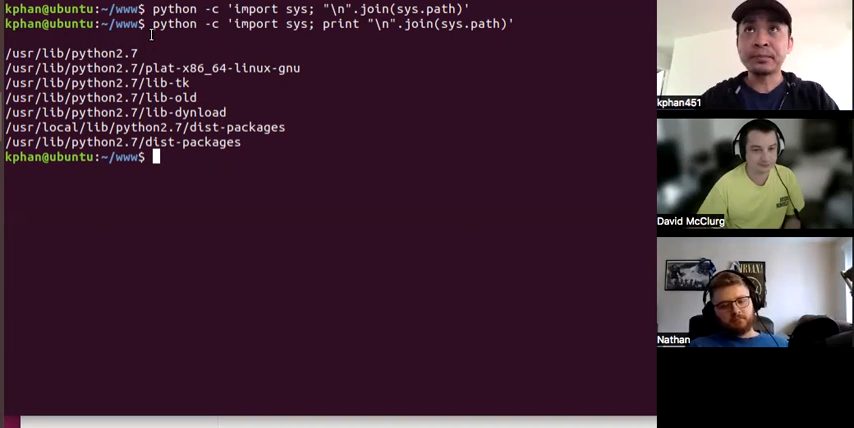 kphan@ubuntu:~/www$ python -c 'import sys; "\n".join(sys.path)'
kphan@ubuntu:~/www$ python -c 'import sys; print "\n".join(sys.path)'
/usr/lib/python2.7
/usr/lib/python2.7/plat-x86_64-linux-gnu
/usr/lib/python2.7/lib-tk
/usr/lib/python2.7/lib-old
/usr/lib/python2.7/lib-dynload
/usr/local/lib/python2.7/dist-packages
/usr/lib/python2.7/dist-packages
kphan@ubuntu:~/www$
kphan451
David McClurg
NIRVANA
Nathan